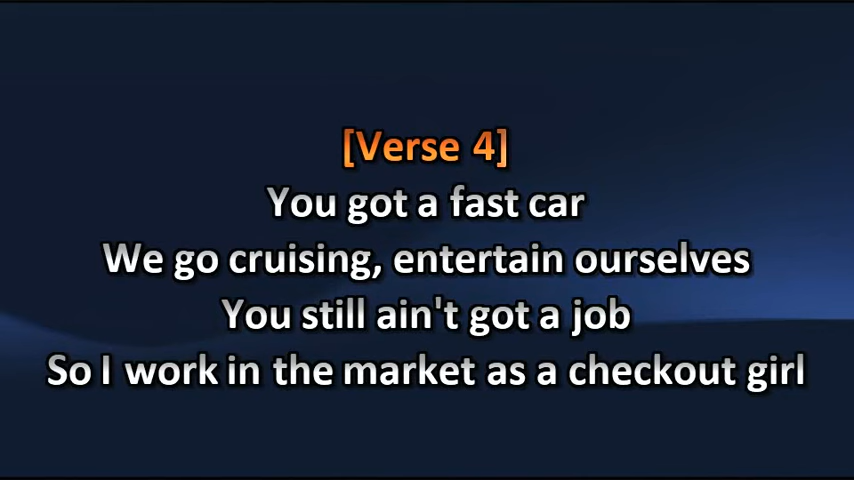 [Verse 4]
You got a fast car
We go cruising, entertain ourselves
You still ain't got a job
So I work in the market as a checkout girl